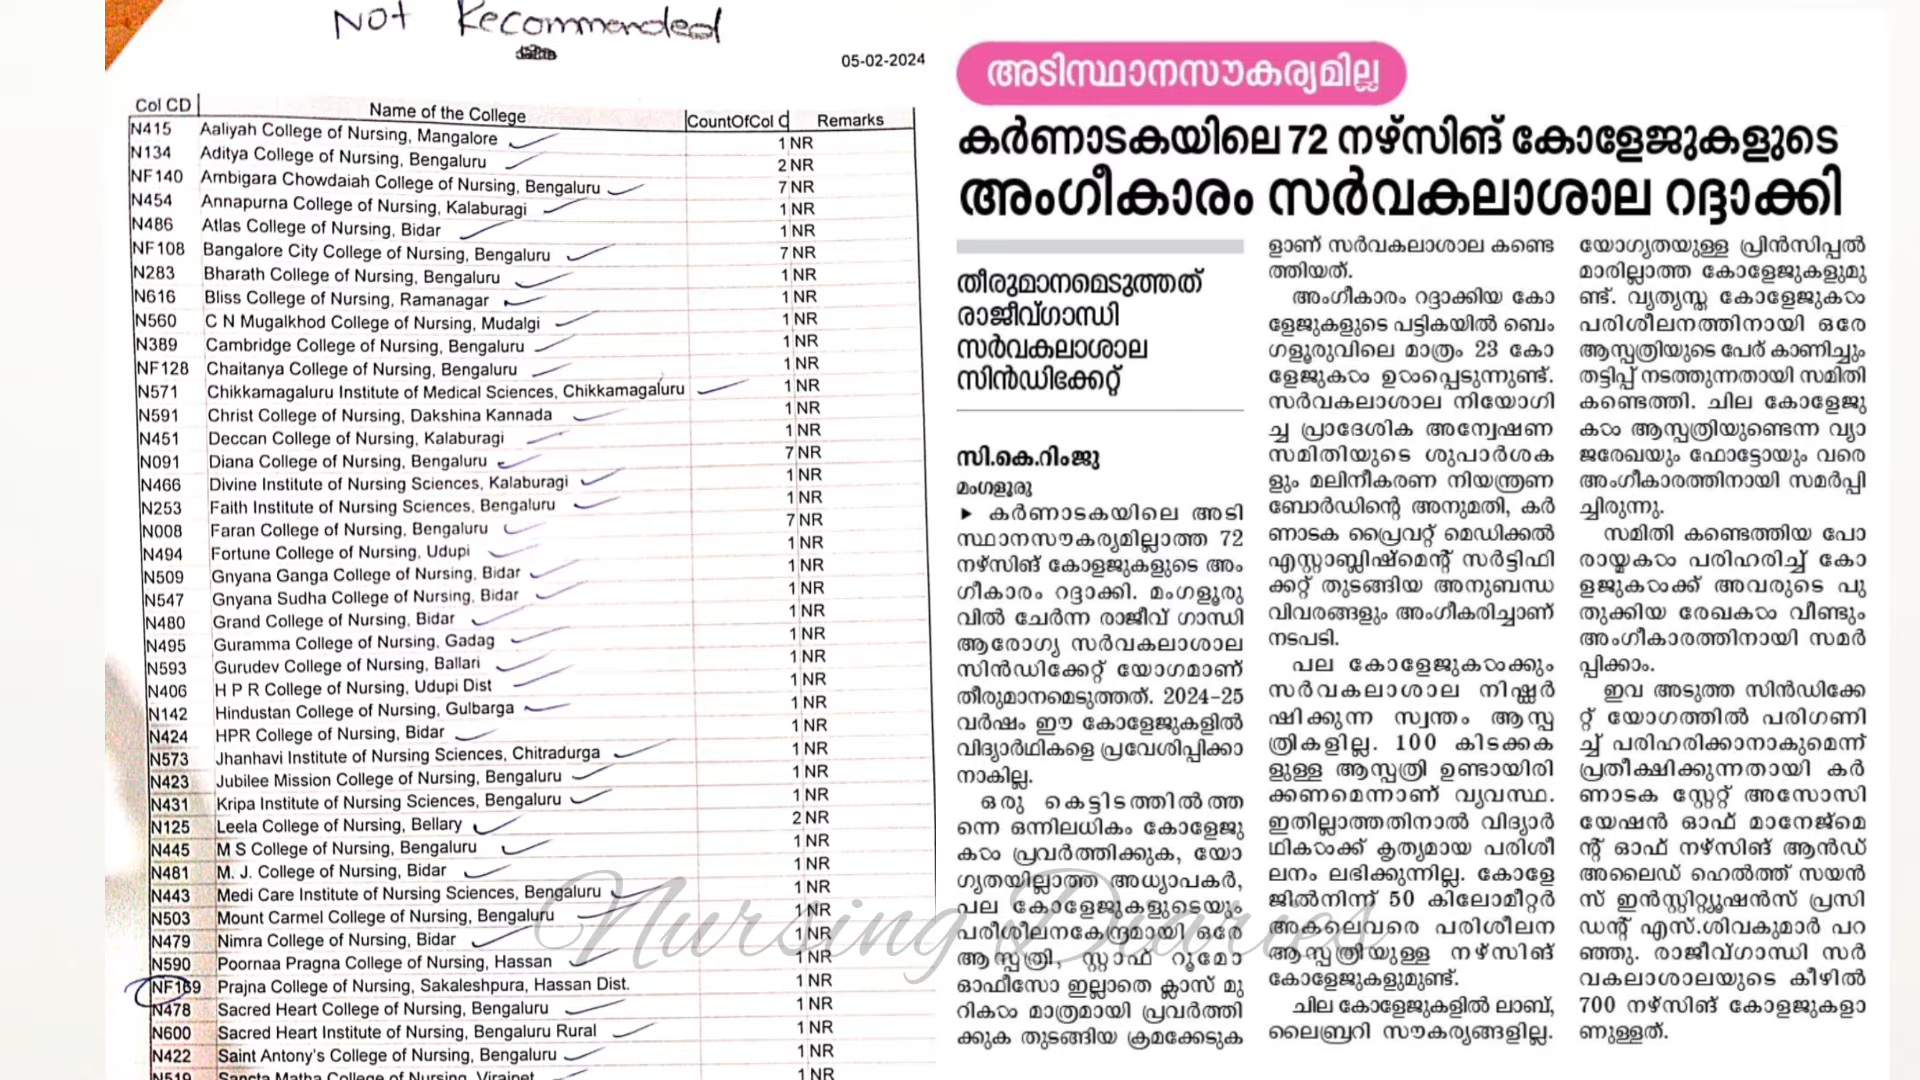 Not Recommended
05-02-2024
Col CD Name of the College CountOfCol C Remarks
N415 Aaliyah College of Nursing, Mangalore 1 NR
N134 Aditya College of Nursing, Bengaluru 2 NR
NF140 Ambigara Chowdaiah College of Nursing, Bengaluru 7 NR
N454 Annapurna College of Nursing, Kalaburagi 1 NR
N486 Atlas College of Nursing, Bidar 1 NR
NF108 Bangalore City College of Nursing, Bengaluru 7 NR
N283 Bharath College of Nursing, Bengaluru 1 NR
N616 Bliss College of Nursing, Ramanagar 1 NR
N560 C N Mugalkhod College of Nursing, Mudalgi 1 NR
N389 Cambridge College of Nursing, Bengaluru 1 NR
NF128 Chaitanya College of Nursing, Bengaluru 1 NR
N571 Chikkamagaluru Institute of Medical Sciences, Chikkamagaluru 1 NR
N591 Christ College of Nursing, Dakshina Kannada 1 NR
N451 Deccan College of Nursing, Kalaburagi 1 NR
N091 Diana College of Nursing, Bengaluru 7 NR
N466 Divine Institute of Nursing Sciences, Kalaburagi 1 NR
N253 Faith Institute of Nursing Sciences, Bengaluru 1 NR
N008 Faran College of Nursing, Bengaluru 7 NR
N494 Fortune College of Nursing, Udupi 1 NR
N509 Gnyana Ganga College of Nursing, Bidar 1 NR
N547 Gnyana Sudha College of Nursing, Bidar 1 NR
N480 Grand College of Nursing, Bidar 1 NR
N495 Guramma College of Nursing, Gadag 1 NR
N593 Gurudev College of Nursing, Ballari 1 NR
N406 H P R College of Nursing, Udupi Dist 1 NR
N142 Hindustan College of Nursing, Gulbarga 1 NR
N424 HPR College of Nursing, Bidar 1 NR
N573 Jhanhavi Institute of Nursing Sciences, Chitradurga 1 NR
N423 Jubilee Mission College of Nursing, Bengaluru 1 NR
N431 Kripa Institute of Nursing Sciences, Bengaluru 1 NR
N125 Leela College of Nursing, Bellary 2 NR
N445 M S College of Nursing, Bengaluru 1 NR
N481 M. J. College of Nursing, Bidar 1 NR
N443 Medi Care Institute of Nursing Sciences, Bengaluru 1 NR
N503 Mount Carmel College of Nursing, Bengaluru 1 NR
N479 Nimra College of Nursing, Bidar 1 NR
N590 Poornaa Pragna College of Nursing, Hassan 1 NR
NF169 Prajna College of Nursing, Sakaleshpura, Hassan Dist. 1 NR
N478 Sacred Heart College of Nursing, Bengaluru 1 NR
N600 Sacred Heart Institute of Nursing, Bengaluru Rural 1 NR
N422 Saint Antony's College of Nursing, Bengaluru 1 NR
N519 Sancta Matha College of Nursing, Virajpet 1 NR
അടിസ്ഥാനസൗകര്യമില്ല
കർണാടകയിലെ 72 നഴ്സിങ് കോളേജുകളുടെ
അംഗീകാരം സർവകലാശാല റദ്ദാക്കി
തീരുമാനമെടുത്തത്
രാജീവ്ഗാന്ധി
സർവകലാശാല
സിൻഡിക്കേറ്റ്
സി.കെ.റിംജു
മംഗളൂരു
▶ കർണാടകയിലെ അടി
സ്ഥാനസൗകര്യമില്ലാത്ത 72
നഴ്സിങ് കോളജുകളുടെ അം
ഗീകാരം റദ്ദാക്കി. മംഗളൂരു
വിൽ ചേർന്ന രാജീവ് ഗാന്ധി
ആരോഗ്യ സർവകലാശാല
സിൻഡിക്കേറ്റ് യോഗമാണ്
തീരുമാനമെടുത്തത്. 2024-25
വർഷം ഈ കോളേജുകളിൽ
വിദ്യാർഥികളെ പ്രവേശിപ്പിക്കാ
നാകില്ല.
ഒരു കെട്ടിടത്തിൽത്ത
ന്നെ ഒന്നിലധികം കോളേജു
കൾ പ്രവർത്തിക്കുക, യോ
ഗ്യതയില്ലാത്ത അധ്യാപകർ,
പല കോളേജുകളുടെയും
പരിശീലനകേന്ദ്രമായി ഒരേ
ആസ്പത്രി, സ്റ്റാഫ് റൂമോ
ഓഫീസോ ഇല്ലാതെ ക്ലാസ് മു
റികൾ മാത്രമായി പ്രവർത്തി
ക്കുക തുടങ്ങിയ ക്രമക്കേടുക
ളാണ് സർവകലാശാല കണ്ടെ
ത്തിയത്.
അംഗീകാരം റദ്ദാക്കിയ കോ
ളേജുകളുടെ പട്ടികയിൽ ബെം
ഗളൂരുവിലെ മാത്രം 23 കോ
ളേജുകൾ ഉൾപ്പെടുന്നുണ്ട്.
സർവകലാശാല നിയോഗി
ച്ച പ്രാദേശിക അന്വേഷണ
സമിതിയുടെ ശുപാർശക
ളും മലിനീകരണ നിയന്ത്രണ
ബോർഡിന്റെ അനുമതി, കർ
ണാടക പ്രൈവറ്റ് മെഡിക്കൽ
എസ്റ്റാബ്ലിഷ്മെന്റ് സർട്ടിഫി
ക്കറ്റ് തുടങ്ങിയ അനുബന്ധ
വിവരങ്ങളും അംഗീകരിച്ചാണ്
നടപടി.
പല കോളേജുകൾക്കും
സർവകലാശാല നിഷ്കർ
ഷിക്കുന്ന സ്വന്തം ആസ്പ
ത്രികളില്ല. 100 കിടക്കക
ളുള്ള ആസ്പത്രി ഉണ്ടായിരി
ക്കണമെന്നാണ് വ്യവസ്ഥ.
ഇതില്ലാത്തതിനാൽ വിദ്യാർ
ഥികൾക്ക് കൃത്യമായ പരിശീ
ലനം ലഭിക്കുന്നില്ല. കോളേ
ജിൽനിന്ന് 50 കിലോമീറ്റർ
അകലെവരെ പരിശീലന
ആസ്പത്രിയുള്ള നഴ്സിങ്
കോളേജുകളുമുണ്ട്.
ചില കോളേജുകളിൽ ലാബ്,
ലൈബ്രറി സൗകര്യങ്ങളില്ല.
യോഗ്യതയുള്ള പ്രിൻസിപ്പൽ
മാരില്ലാത്ത കോളേജുകളുമു
ണ്ട്. വ്യത്യസ്ത കോളേജുകൾ
പരിശീലനത്തിനായി ഒരേ
ആസ്പത്രിയുടെ പേര് കാണിച്ചും
തട്ടിപ്പ് നടത്തുന്നതായി സമിതി
കണ്ടെത്തി. ചില കോളേജു
കൾ ആസ്പത്രിയുണ്ടെന്ന വ്യാ
ജരേഖയും ഫോട്ടോയും വരെ
അംഗീകാരത്തിനായി സമർപ്പി
ച്ചിരുന്നു.
സമിതി കണ്ടെത്തിയ പോ
രായ്മകൾ പരിഹരിച്ച് കോ
ളജുകൾക്ക് അവരുടെ പു
തുക്കിയ രേഖകൾ വീണ്ടും
അംഗീകാരത്തിനായി സമർ
പ്പിക്കാം.
ഇവ അടുത്ത സിൻഡിക്കേ
റ്റ് യോഗത്തിൽ പരിഗണി
ച്ച് പരിഹരിക്കാനാകുമെന്ന്
പ്രതീക്ഷിക്കുന്നതായി കർ
ണാടക സ്റ്റേറ്റ് അസോസി
യേഷൻ ഓഫ് മാനേജ്മെ
ന്റ് ഓഫ് നഴ്സിങ് ആൻഡ്
അലൈഡ് ഹെൽത്ത് സയൻ
സ് ഇൻസ്റ്റിറ്റ്യൂഷൻസ് പ്രസി
ഡന്റ് എസ്.ശിവകുമാർ പറ
ഞ്ഞു. രാജീവ്ഗാന്ധി സർ
വകലാശാലയുടെ കീഴിൽ
700 നഴ്സിങ് കോളജുകളാ
ണുള്ളത്.
Nursing Diaries